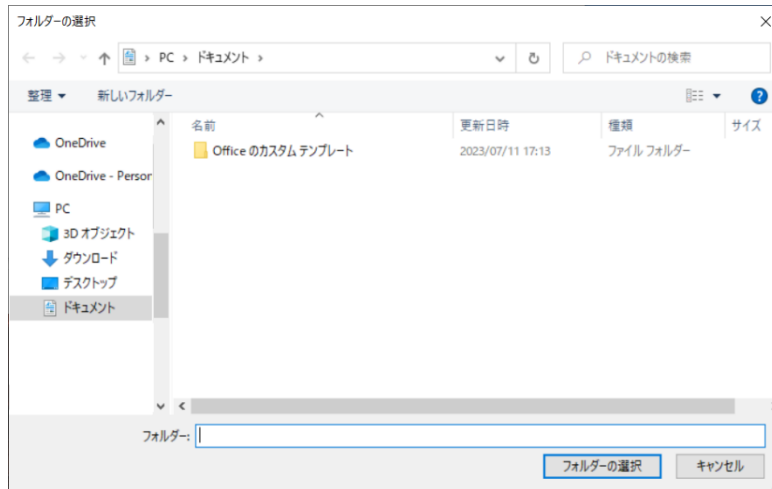 フォルダーの選択
PC › ドキュメント ›
ドキュメントの検索
整理 新しいフォルダー
名前 更新日時 種類 サイズ
Office のカスタム テンプレート 2023/07/11 17:13 ファイル フォルダー
OneDrive
OneDrive - Person
PC
3D オブジェクト
ダウンロード
デスクトップ
ドキュメント
フォルダー:
フォルダーの選択 キャンセル